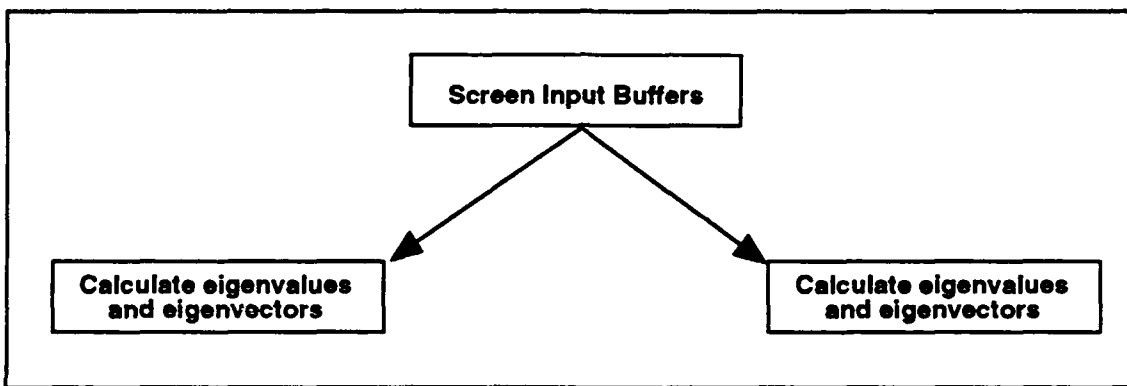 Screen Input Buffers
Calculate eigenvalues
and eigenvectors
Calculate eigenvalues
and eigenvectors